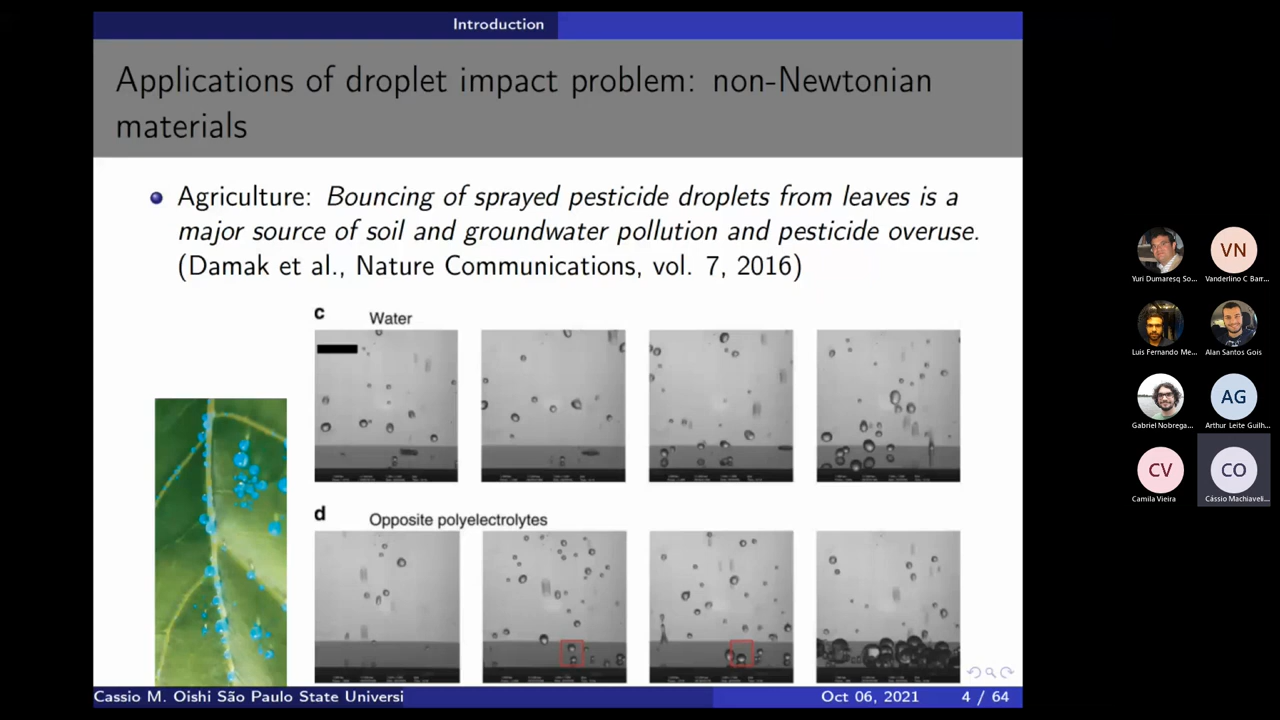 Introduction
Applications of droplet impact problem: non-Newtonian
materials
Agriculture: Bouncing of sprayed pesticide droplets from leaves is a
major source of soil and groundwater pollution and pesticide overuse.
(Damak et al., Nature Communications, vol. 7, 2016)
c Water
d Opposite polyelectrolytes
Cassio M. Oishi São Paulo State Universi
Oct 06, 2021
4 / 64
VN
Yuri Dumaresq So...
Vanderlino C Barr...
Luis Fernando Me...
Alan Santos Gois
AG
Gabriel Nobrega...
Arthur Leite Guilh...
CV
CO
Camila Vieira
Cássio Machiaveli...